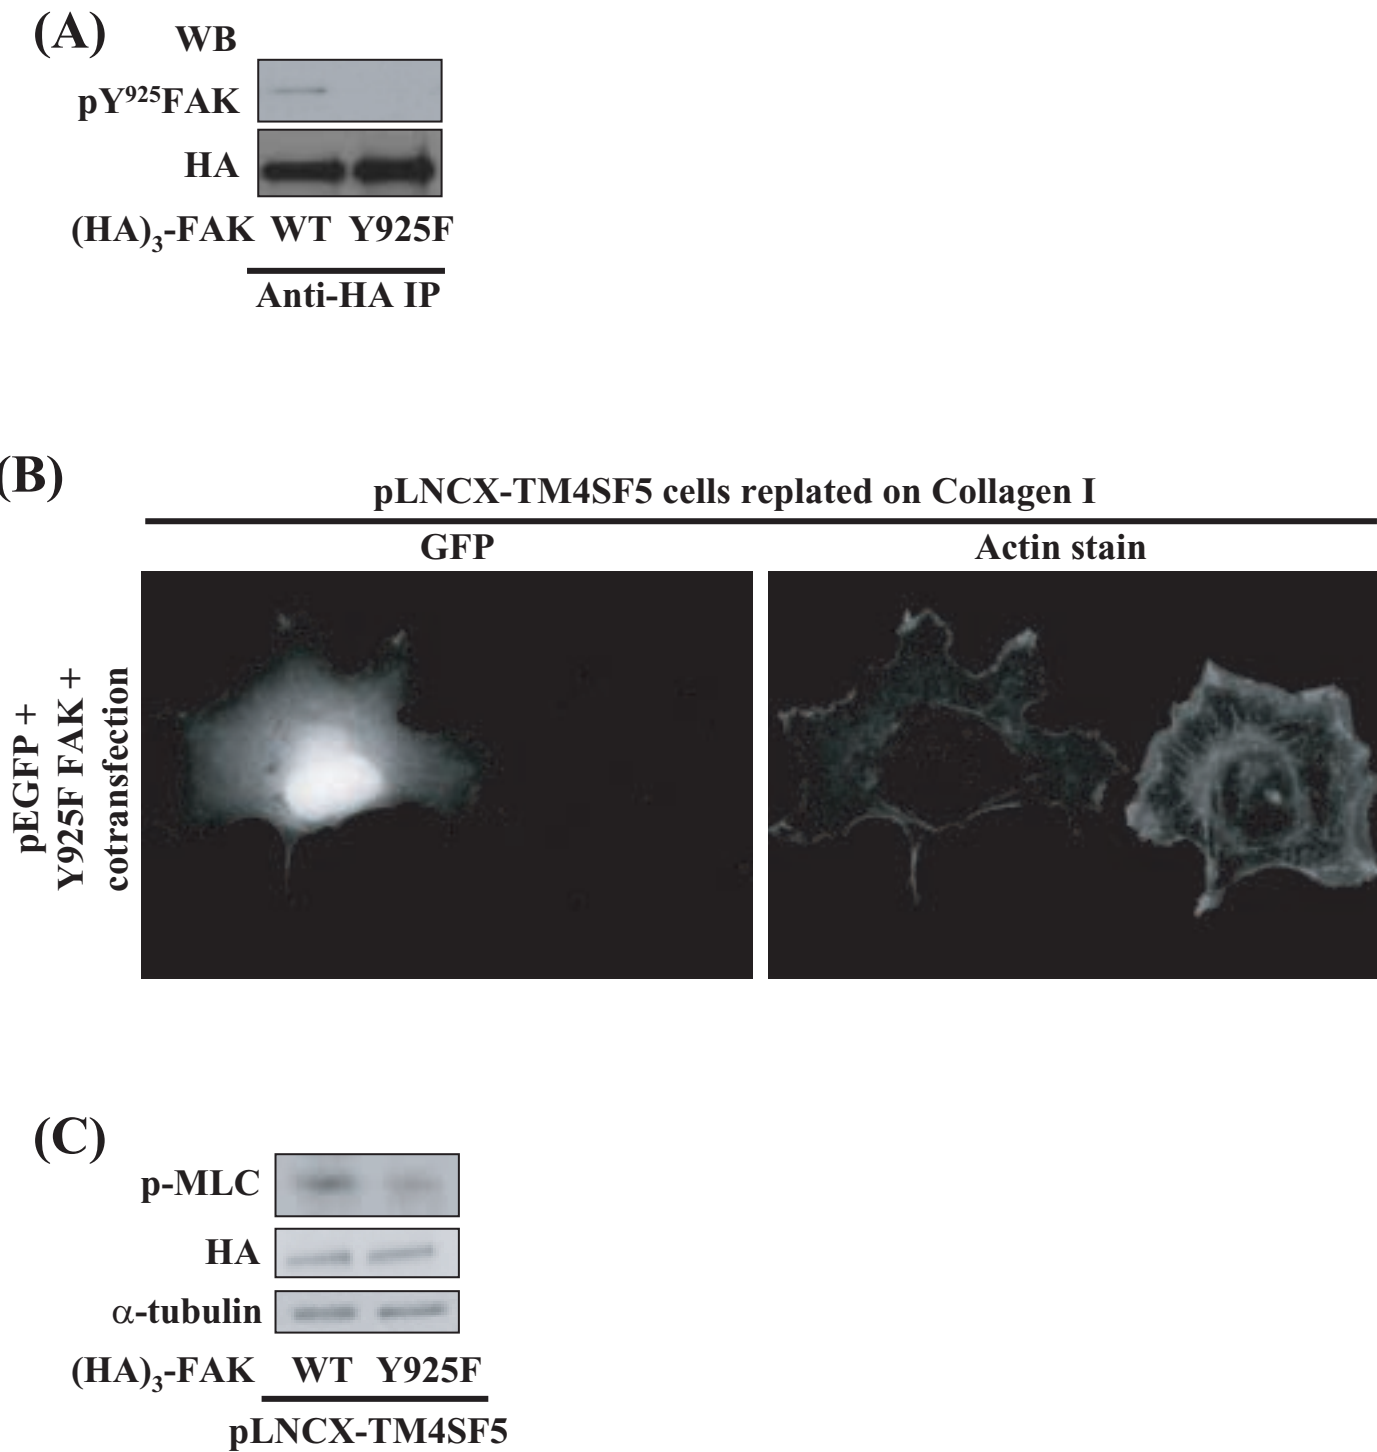 (A)
WB
pY⁹²⁵FAK
HA
(HA)₃-FAK WT Y925F
Anti-HA IP
(B)
pLNCX-TM4SF5 cells replated on Collagen I
GFP Actin stain
pEGFP +
Y925F FAK +
cotransfection
(C)
p-MLC
HA
α-tubulin
(HA)₃-FAK WT Y925F
pLNCX-TM4SF5